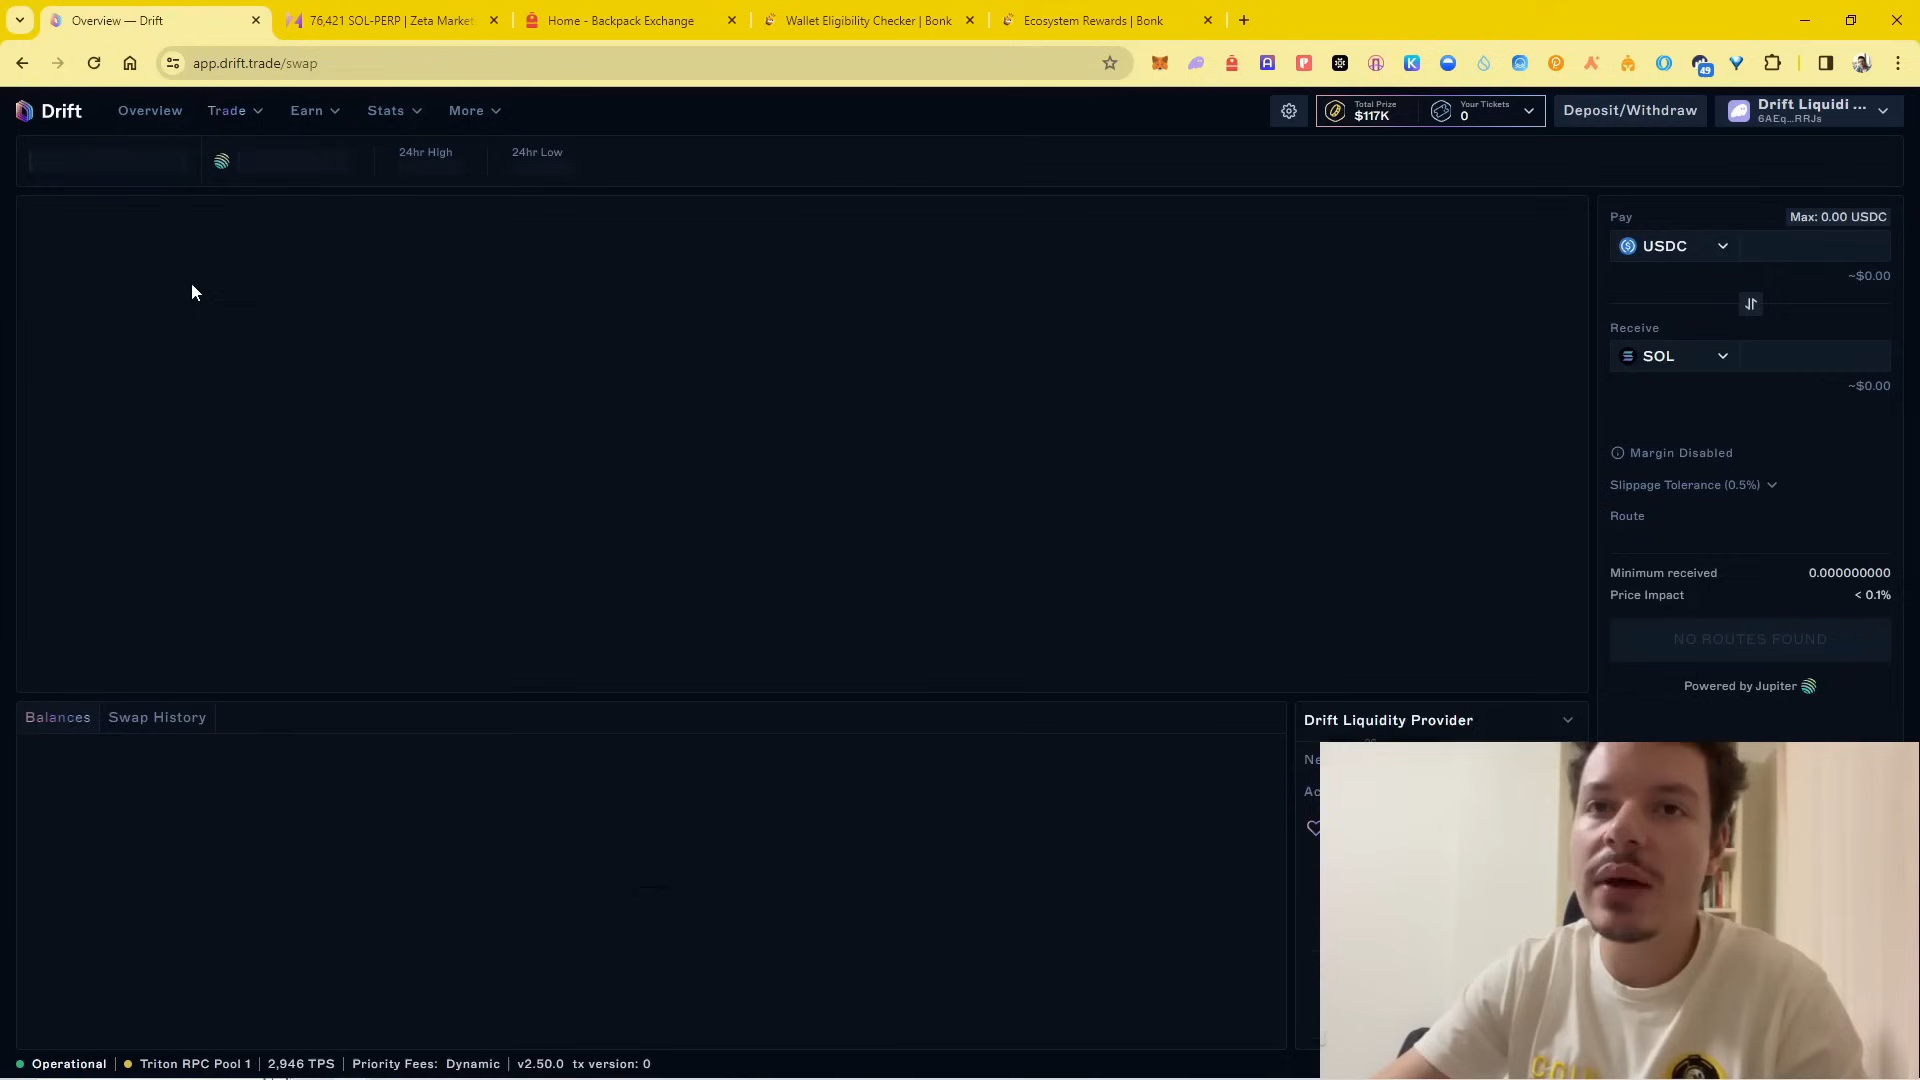 Overview — Drift
76,421 SOL-PERP | Zeta Market
Home - Backpack Exchange
Wallet Eligibility Checker | Bonk
Ecosystem Rewards | Bonk
app.drift.trade/swap
49
Drift
Overview
Trade
Earn
Stats
More
Total Prize
$117K
Your Tickets
0
Deposit/Withdraw
Drift Liquidi ...
6AEq...RRJs
24hr High
24hr Low
Pay
Max: 0.00 USDC
USDC
~$0.00
Receive
SOL
~$0.00
Margin Disabled
Slippage Tolerance (0.5%)
Route
Minimum received
0.000000000
Price Impact
< 0.1%
NO ROUTES FOUND
Powered by Jupiter
Balances
Swap History
Drift Liquidity Provider
Ne
Ac
Operational
Triton RPC Pool 1
2,946 TPS
Priority Fees: Dynamic
v2.50.0 tx version: 0